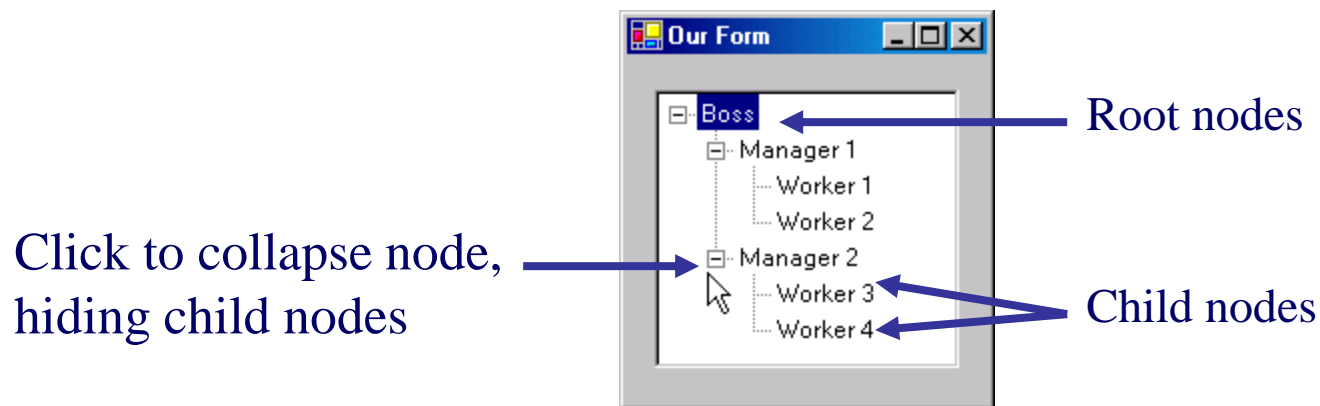 Our Form
Boss
Root nodes
Manager 1
Worker 1
Worker 2
Click to collapse node,
hiding child nodes
Manager 2
Worker 3
Worker 4
Child nodes